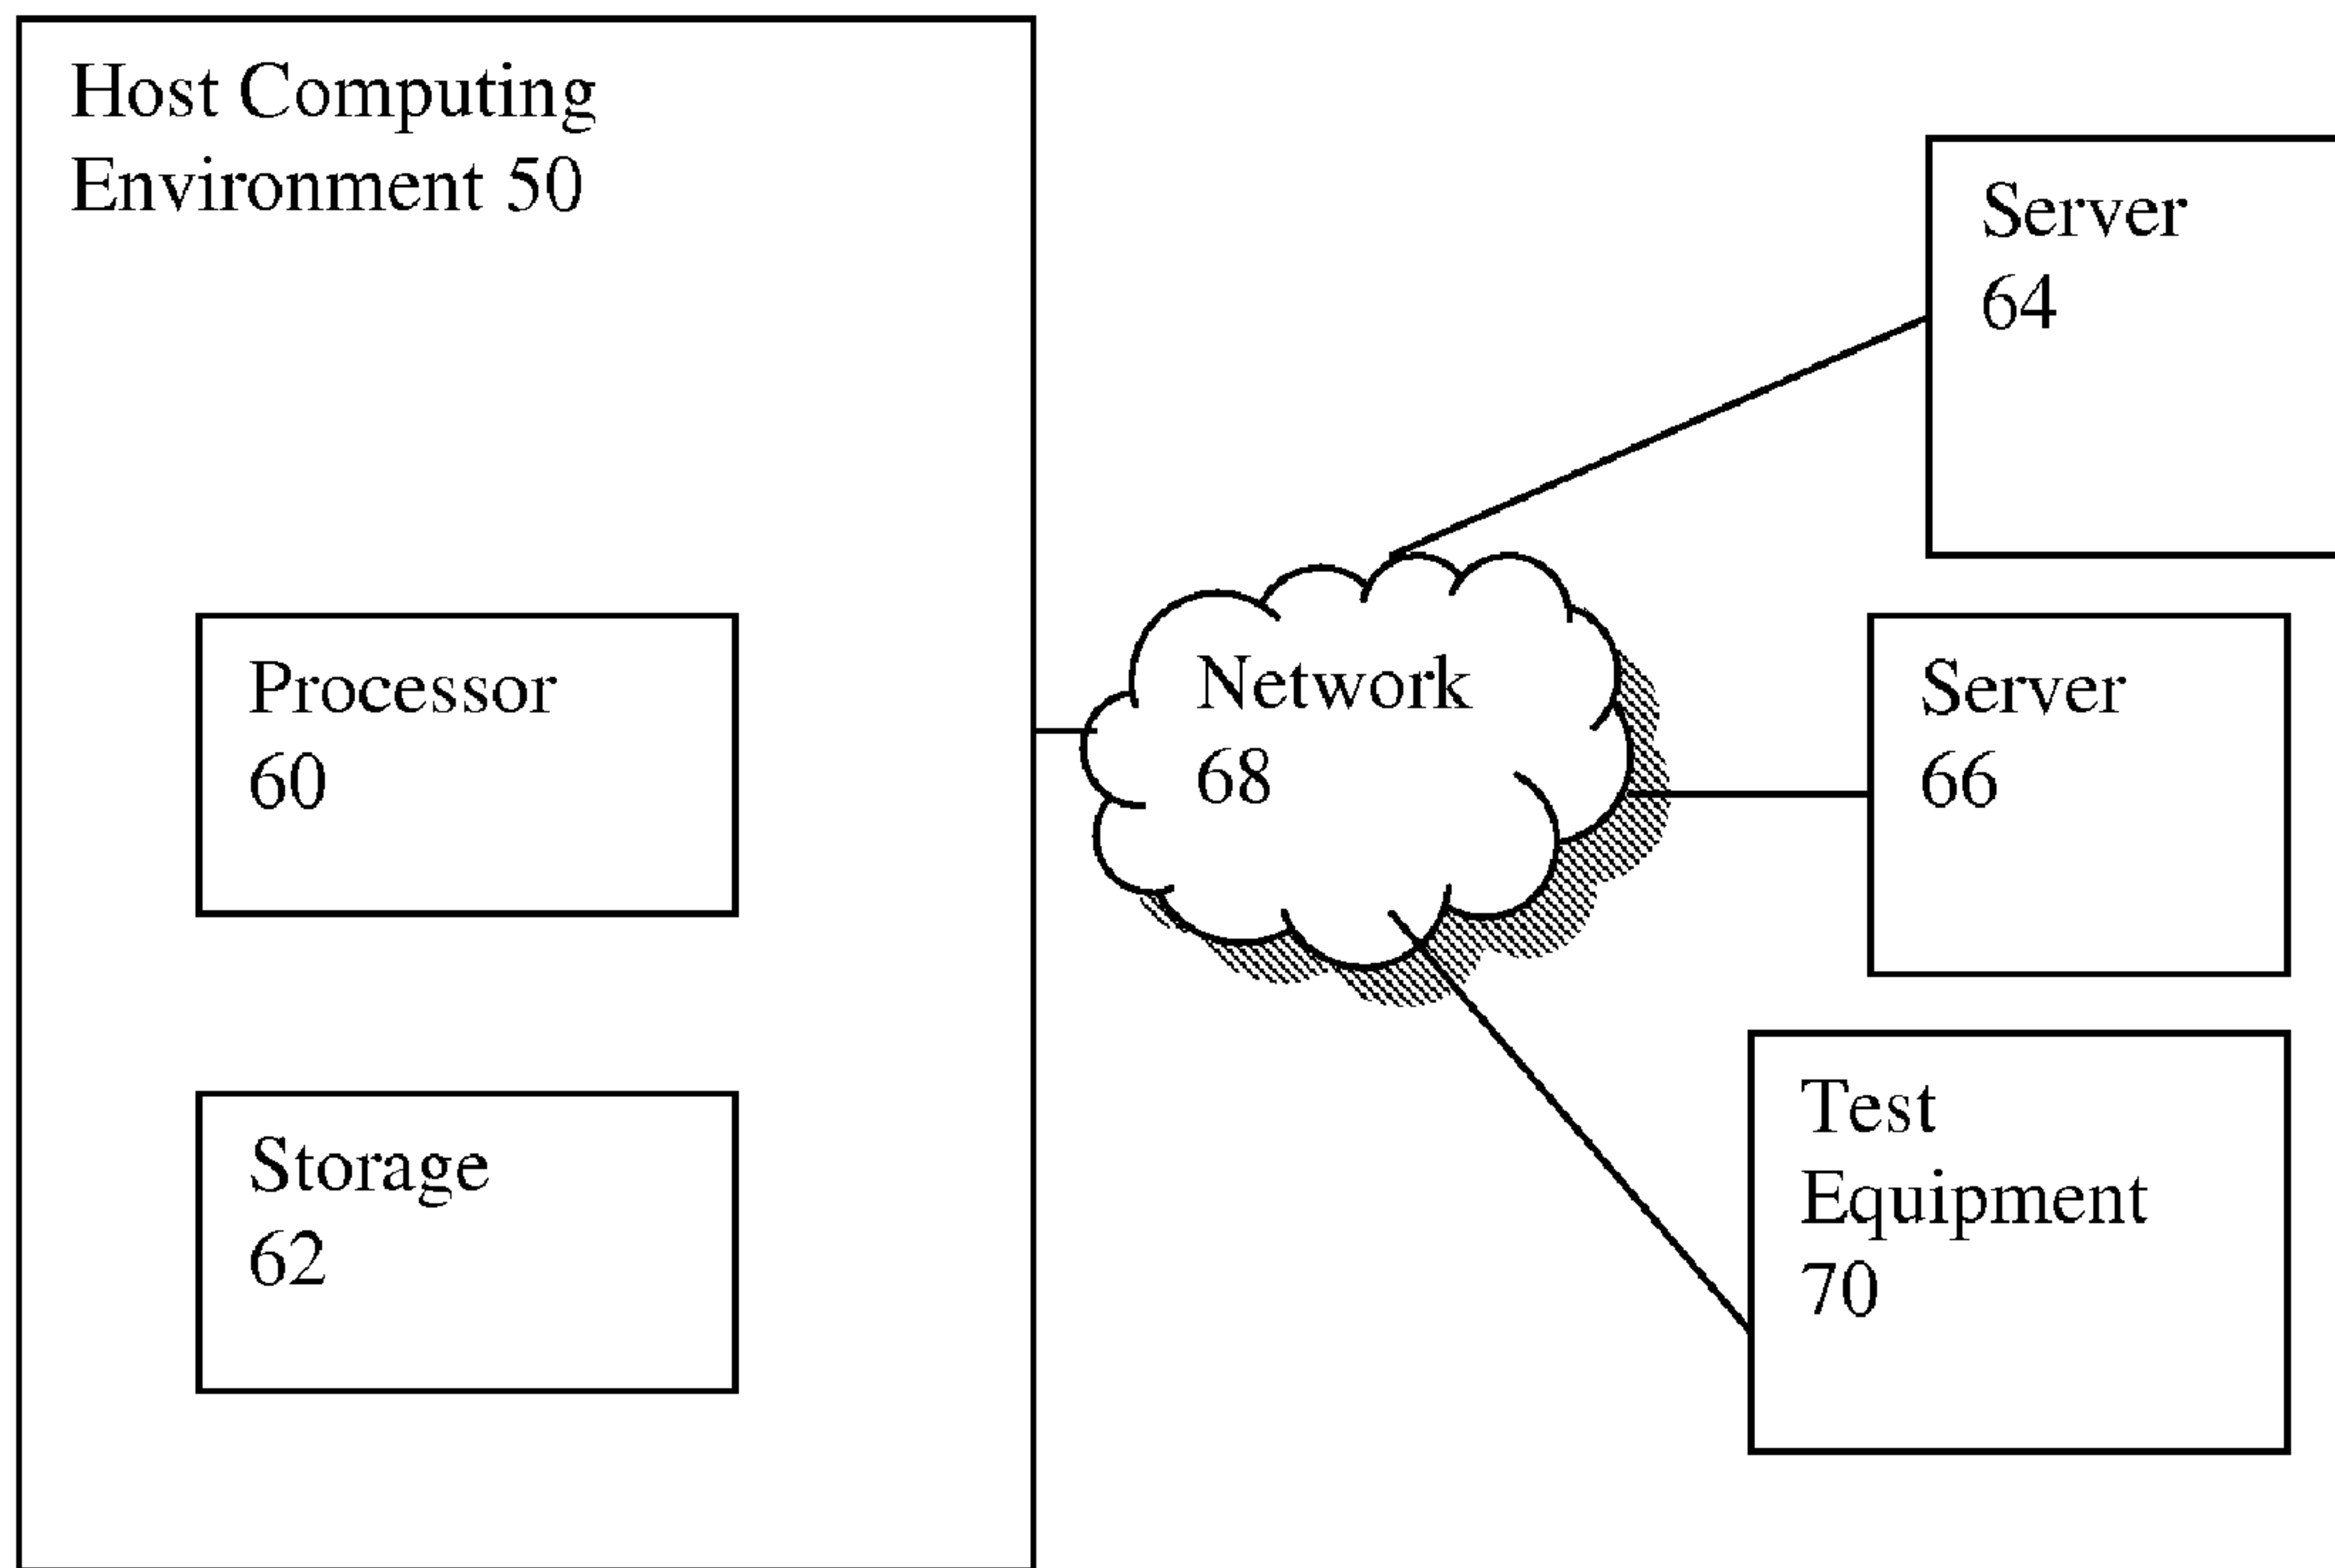 Host Computing
Environment 50
Processor
60
Storage
62
Network
68
Server
64
Server
66
Test
Equipment
70